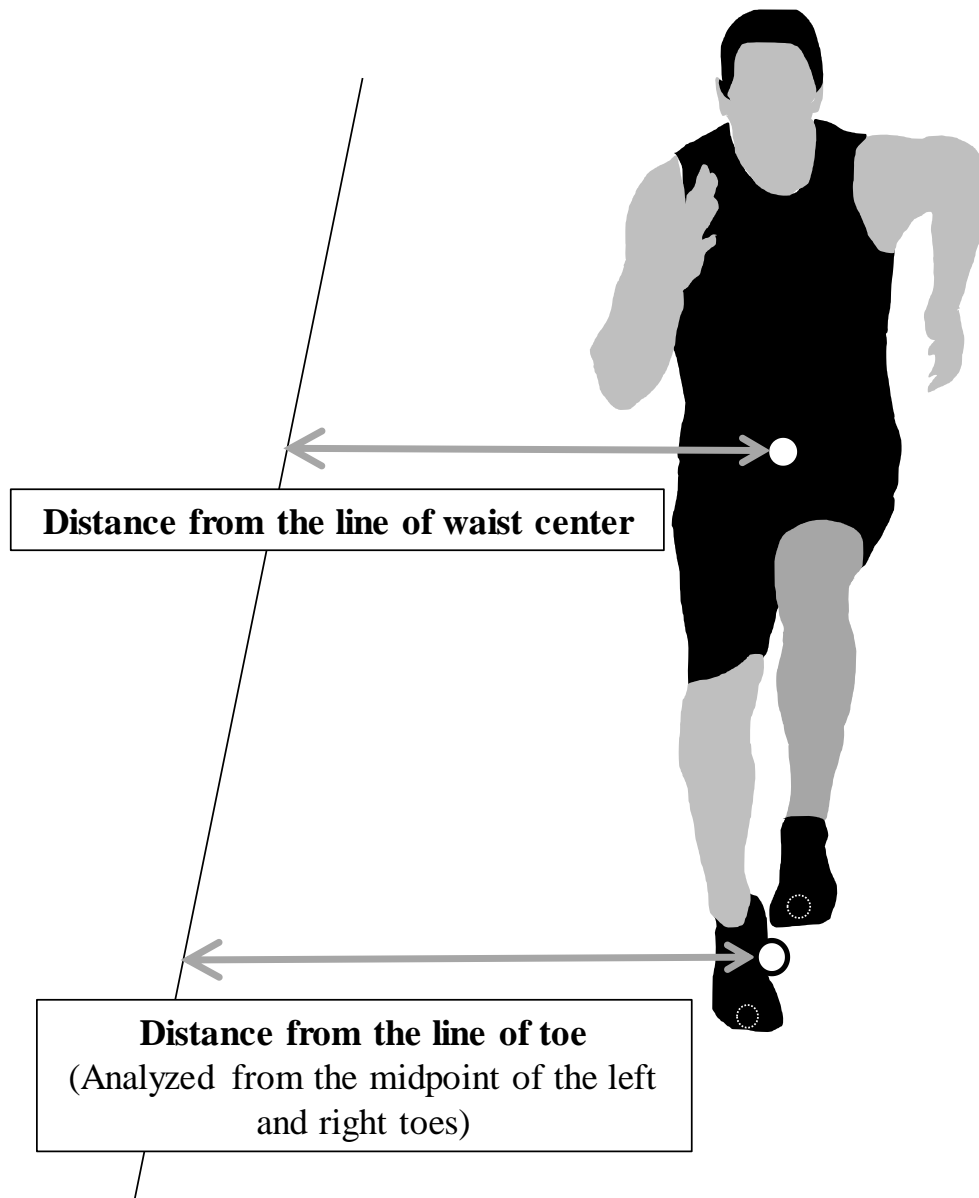 Distance from the line of waist center
Distance from the line of toe
(Analyzed from the midpoint of the left
and right toes)